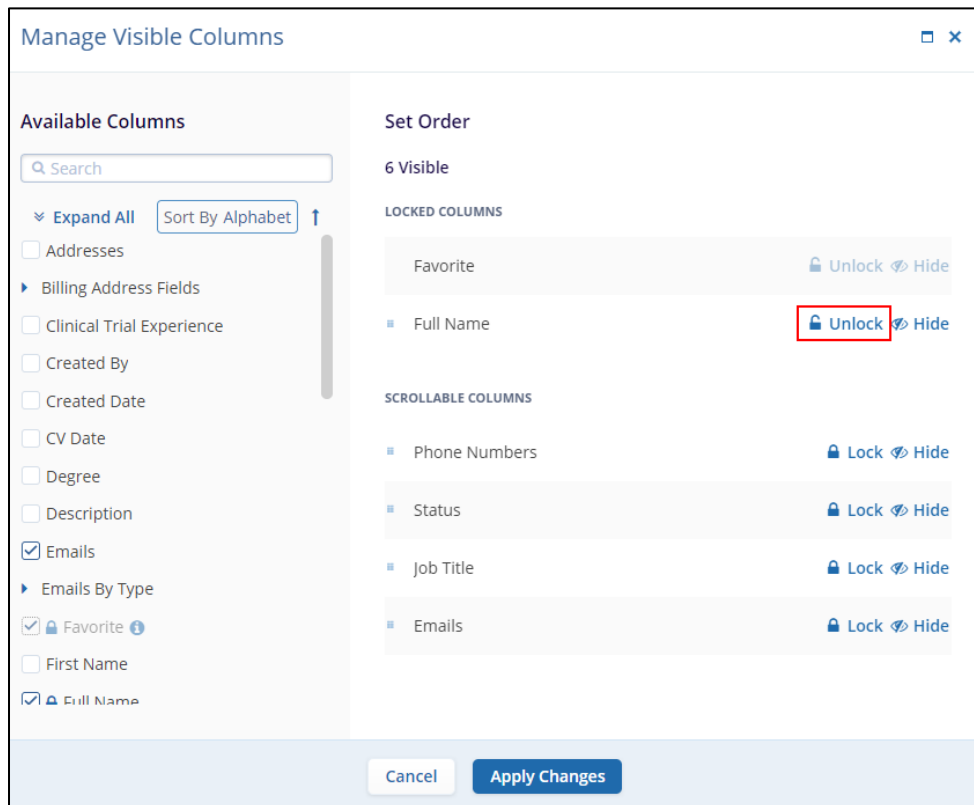 Manage Visible Columns
Available Columns
Search
Expand All Sort By Alphabet
Addresses
Billing Address Fields
Clinical Trial Experience
Created By
Created Date
CV Date
Degree
Description
Emails
Emails By Type
Favorite
First Name
Full Name
Set Order
6 Visible
LOCKED COLUMNS
Favorite Unlock Hide
Full Name Unlock Hide
SCROLLABLE COLUMNS
Phone Numbers Lock Hide
Status Lock Hide
Job Title Lock Hide
Emails Lock Hide
Cancel Apply Changes